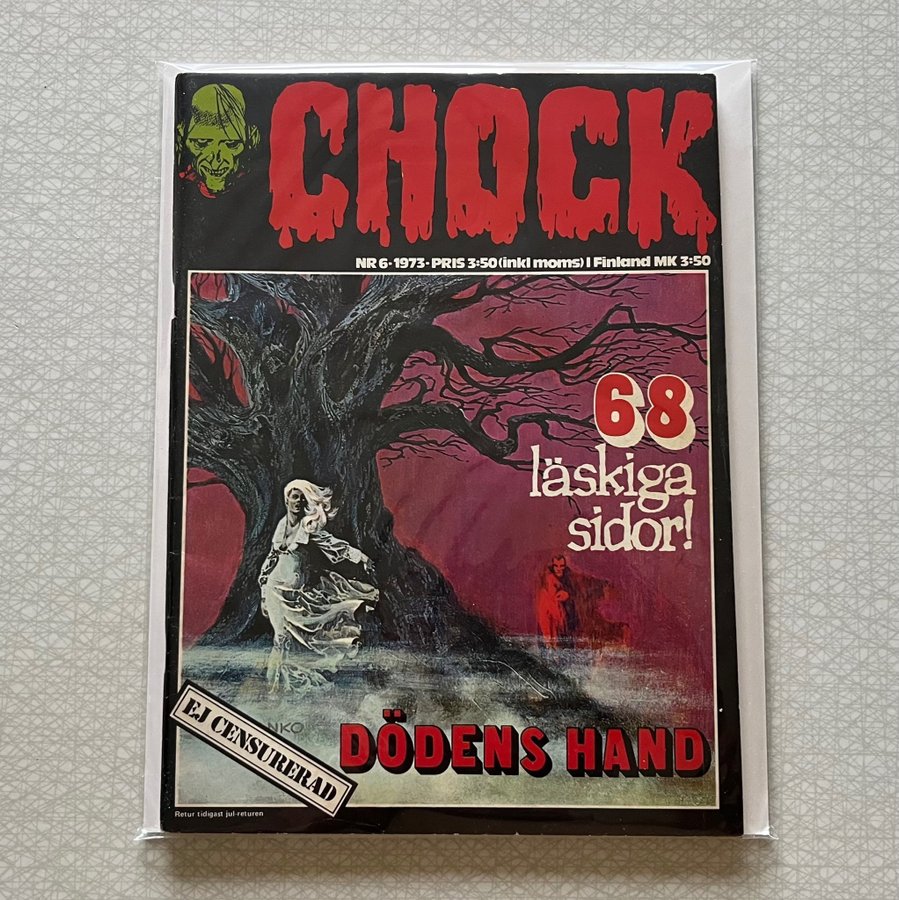 CHOCK
NR 6 · 1973 · PRIS 3:50 (inkl moms) I Finland MK 3:50
68
läskiga
sidor!
NKO
EJ CENSURERAD
DÖDENS HAND
Retur tidigast jul-returen